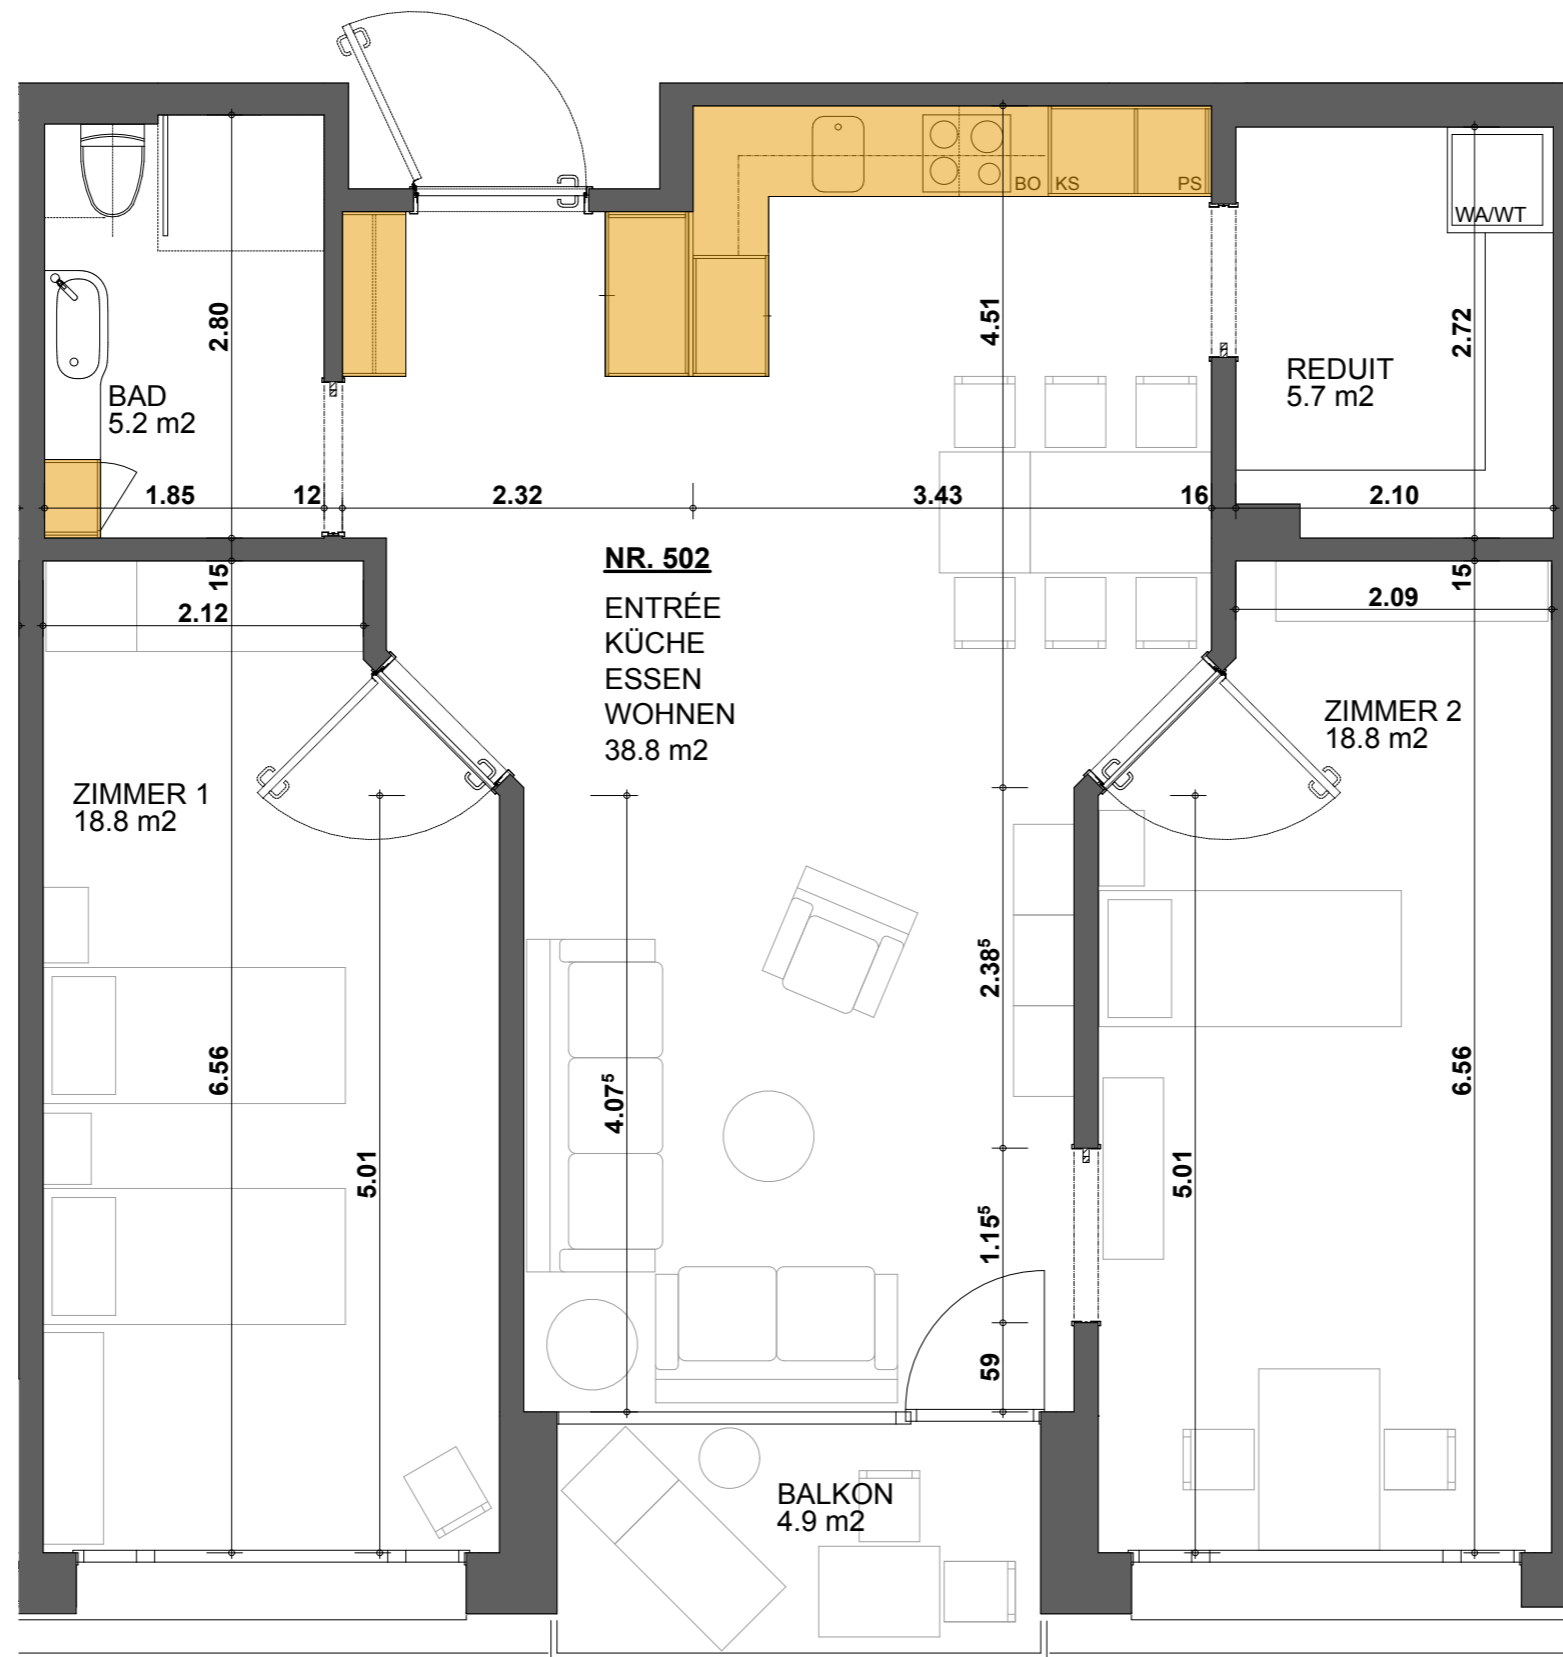 BO
KS
PS
WA/WT
2.80
4.51
2.72
REDUIT
5.7 m2
BAD
5.2 m2
1.85
12
2.32
3.43
16
2.10
NR. 502
ENTRÉE
KÜCHE
ESSEN
WOHNEN
38.8 m2
15
2.12
15
2.09
ZIMMER 1
18.8 m2
ZIMMER 2
18.8 m2
6.56
5.01
4.07⁵
2.38⁵
1.15⁵
59
5.01
6.56
BALKON
4.9 m2